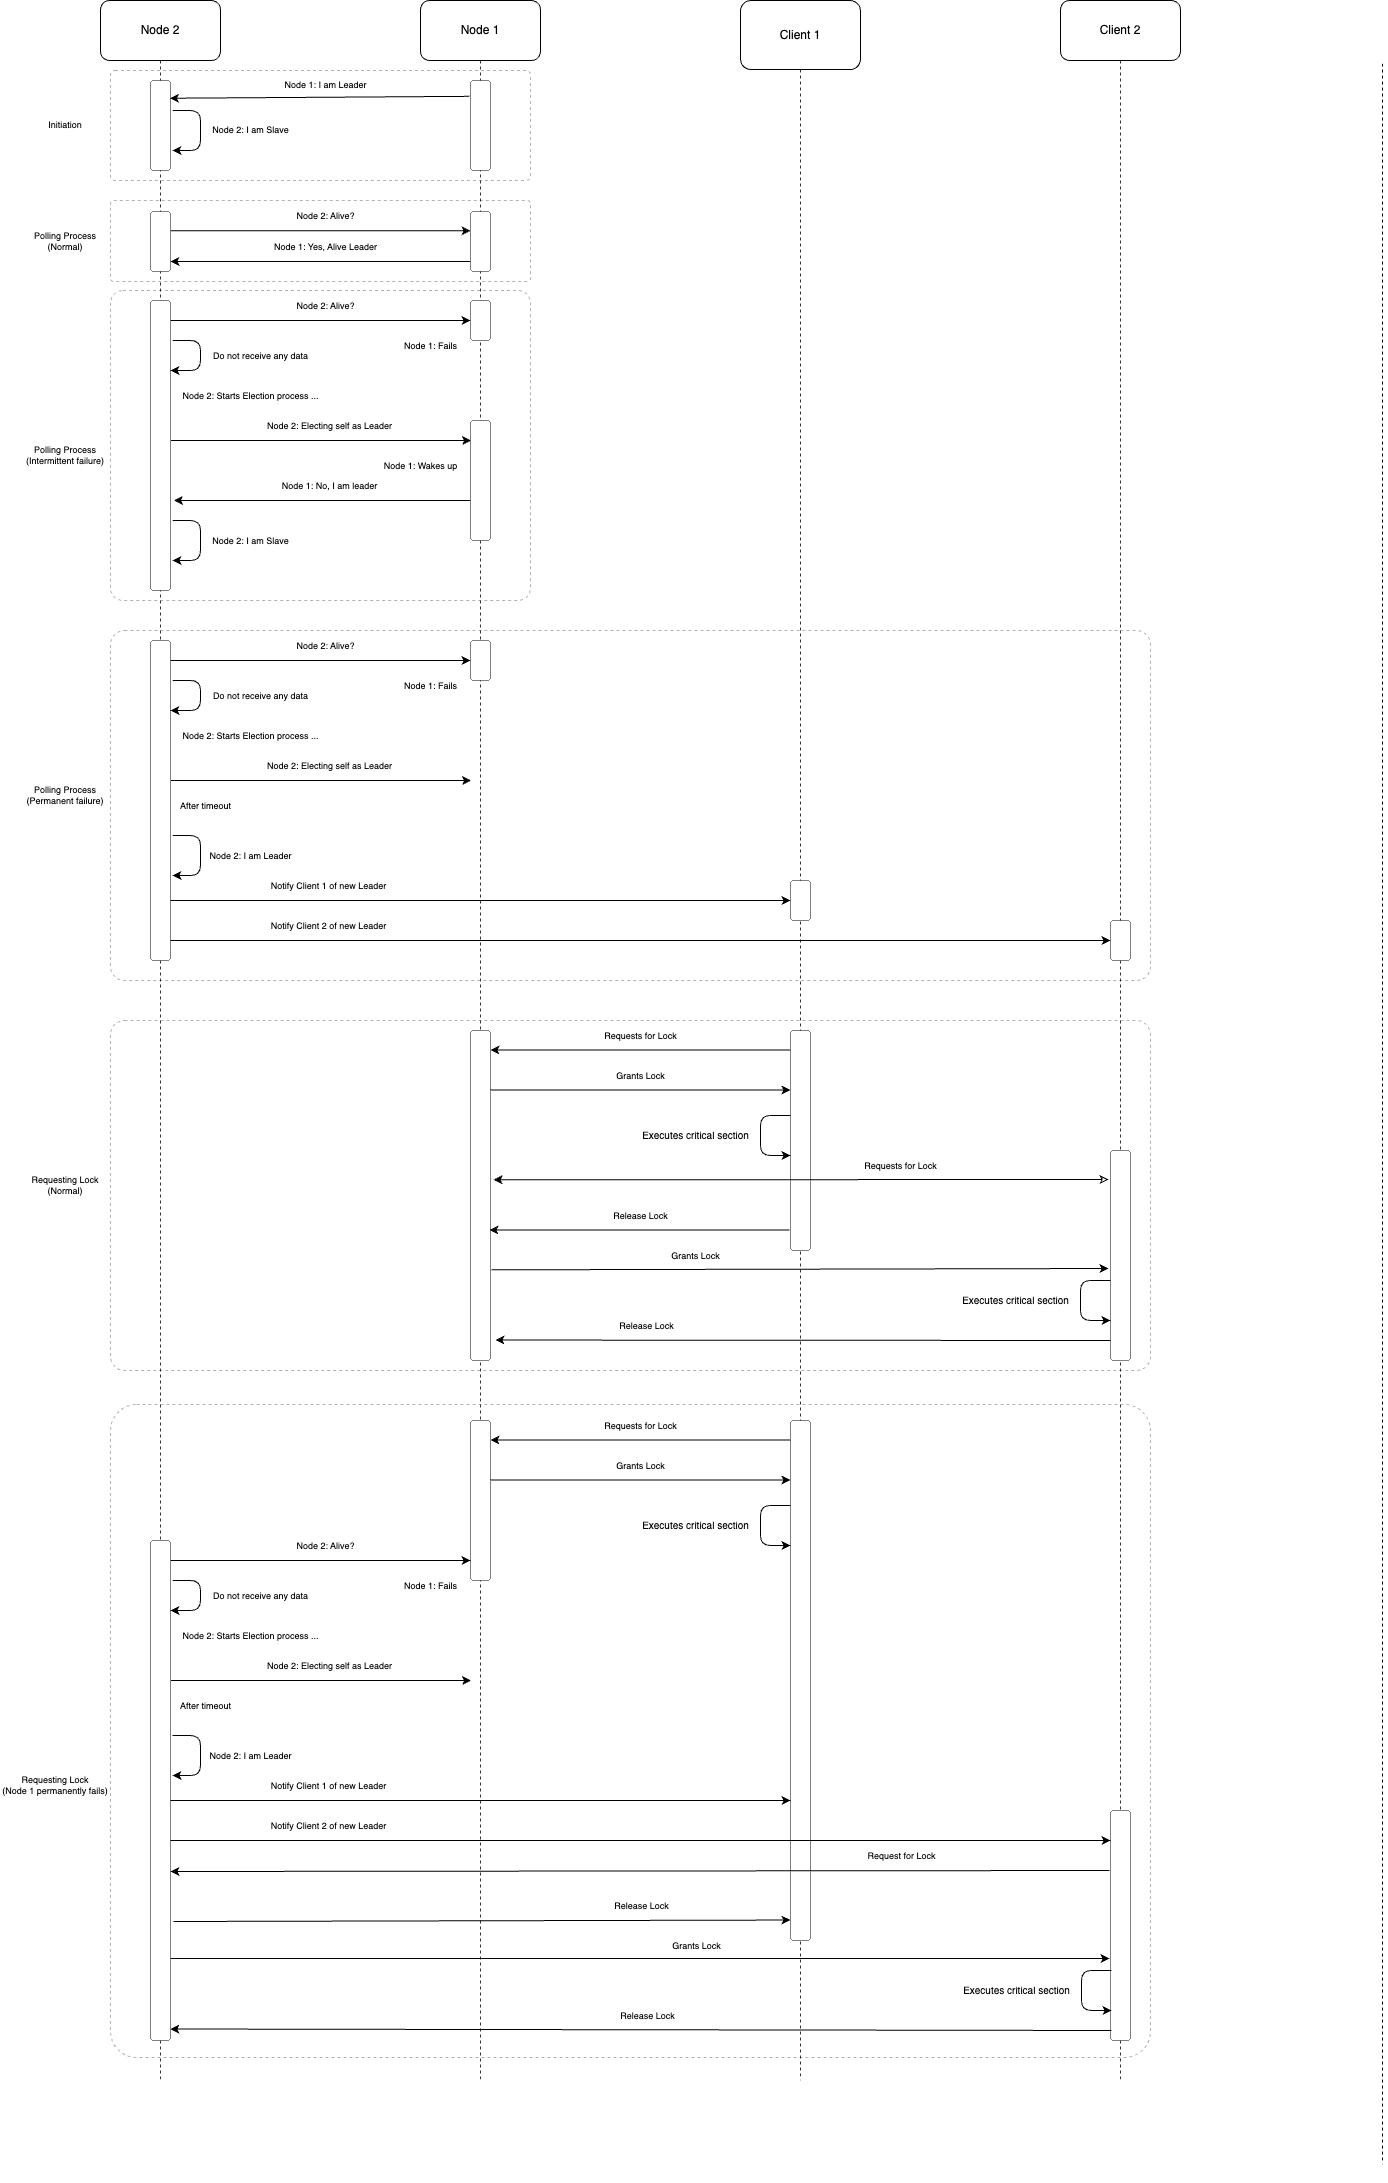 Node 2
Node 1
Client 1
Client 2
Node 1: I am Leader
Initiation
Node 2: I am Slave
Node 2: Alive?
Polling Process
(Normal)
Node 1: Yes, Alive Leader
Node 2: Alive?
Node 1: Fails
Do not receive any data
Node 2: Starts Election process ...
Node 2: Electing self as Leader
Polling Process
(Intermittent failure)
Node 1: Wakes up
Node 1: No, I am leader
Node 2: I am Slave
Node 2: Alive?
Node 1: Fails
Do not receive any data
Node 2: Starts Election process ...
Node 2: Electing self as Leader
Polling Process
(Permanent failure)
After timeout
Node 2: I am Leader
Notify Client 1 of new Leader
Notify Client 2 of new Leader
Requests for Lock
Grants Lock
Executes critical section
Requests for Lock
Requesting Lock
(Normal)
Release Lock
Grants Lock
Executes critical section
Release Lock
Requests for Lock
Grants Lock
Executes critical section
Node 2: Alive?
Node 1: Fails
Do not receive any data
Node 2: Starts Election process ...
Node 2: Electing self as Leader
After timeout
Node 2: I am Leader
Requesting Lock
(Node 1 permanently fails)
Notify Client 1 of new Leader
Notify Client 2 of new Leader
Request for Lock
Release Lock
Grants Lock
Executes critical section
Release Lock